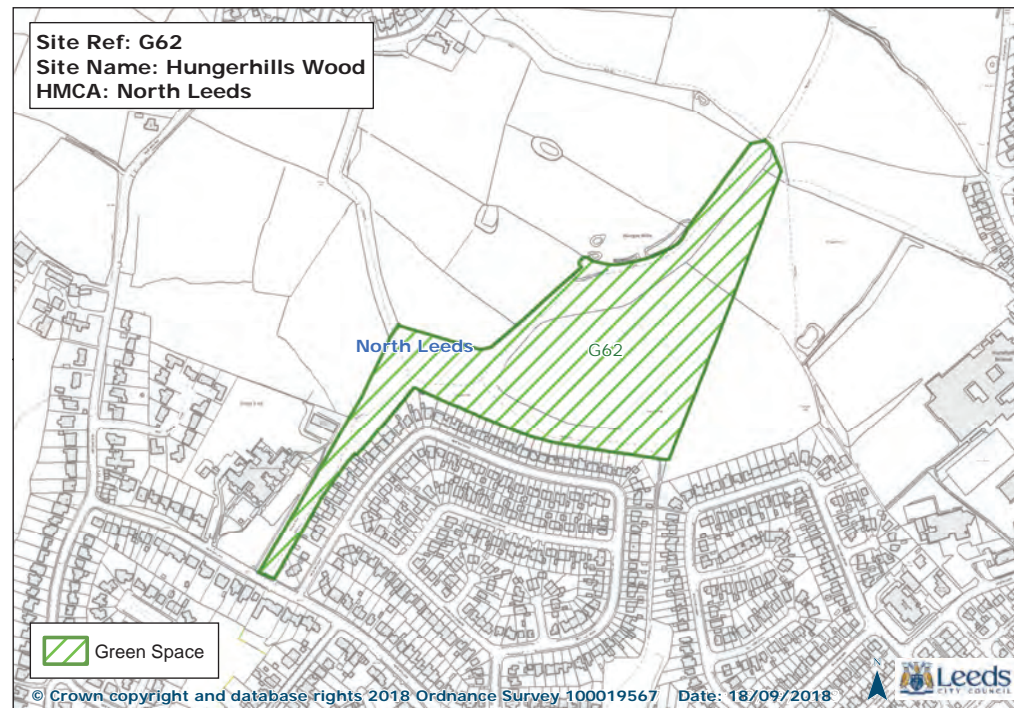 Site Ref: G62
Site Name: Hungerhills Wood
HMCA: North Leeds
North Leeds
G62
Green Space
© Crown copyright and database rights 2018 Ordnance Survey 100019567 Date: 18/09/2018
N
Leeds
CITY COUNCIL